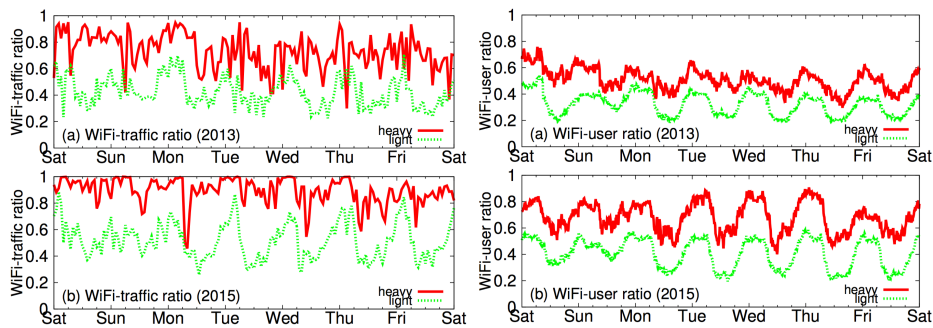 WiFi-traffic ratio
1
0.8
0.6
0.4
0.2
0
(a) WiFi-traffic ratio (2013)
heavy
light
Sat Sun Mon Tue Wed Thu Fri Sat
WiFi-user ratio
1
0.8
0.6
0.4
0.2
0
(a) WiFi-user ratio (2013)
heavy
light
Sat Sun Mon Tue Wed Thu Fri Sat
WiFi-traffic ratio
1
0.8
0.6
0.4
0.2
0
(b) WiFi-traffic ratio (2015)
heavy
light
Sat Sun Mon Tue Wed Thu Fri Sat
WiFi-user ratio
1
0.8
0.6
0.4
0.2
0
(b) WiFi-user ratio (2015)
heavy
light
Sat Sun Mon Tue Wed Thu Fri Sat